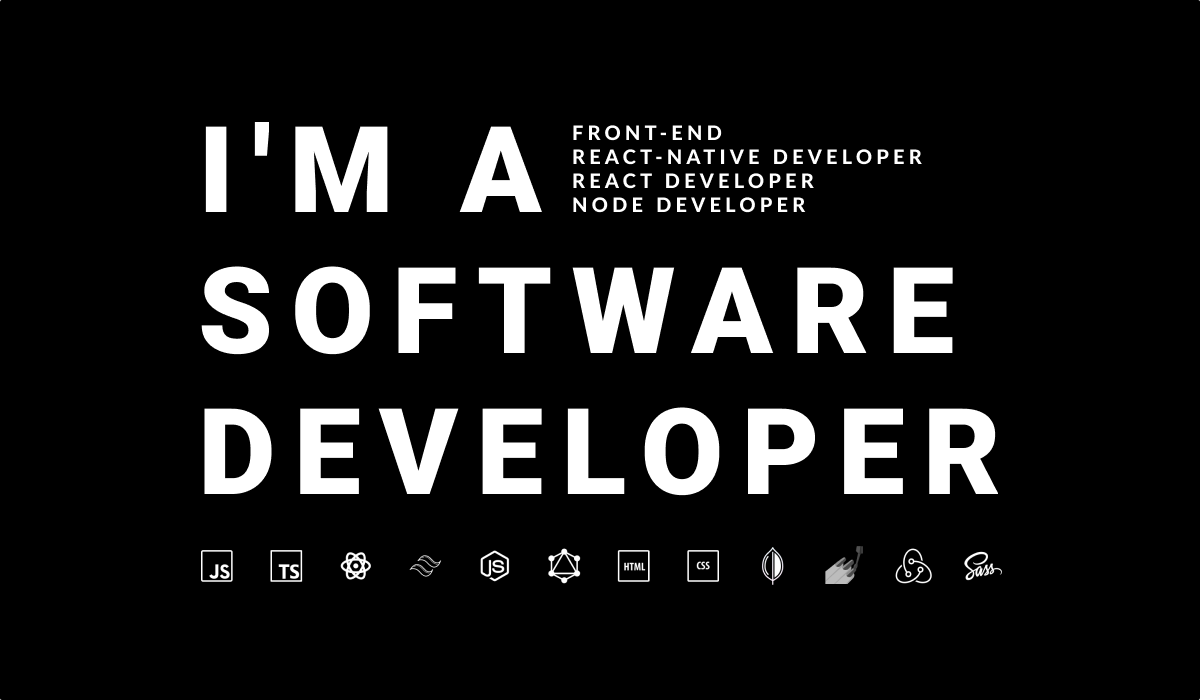 I'M A
FRONT-END
REACT-NATIVE DEVELOPER
REACT DEVELOPER
NODE DEVELOPER
SOFTWARE
DEVELOPER
JS TS JS HTML CSS Sass